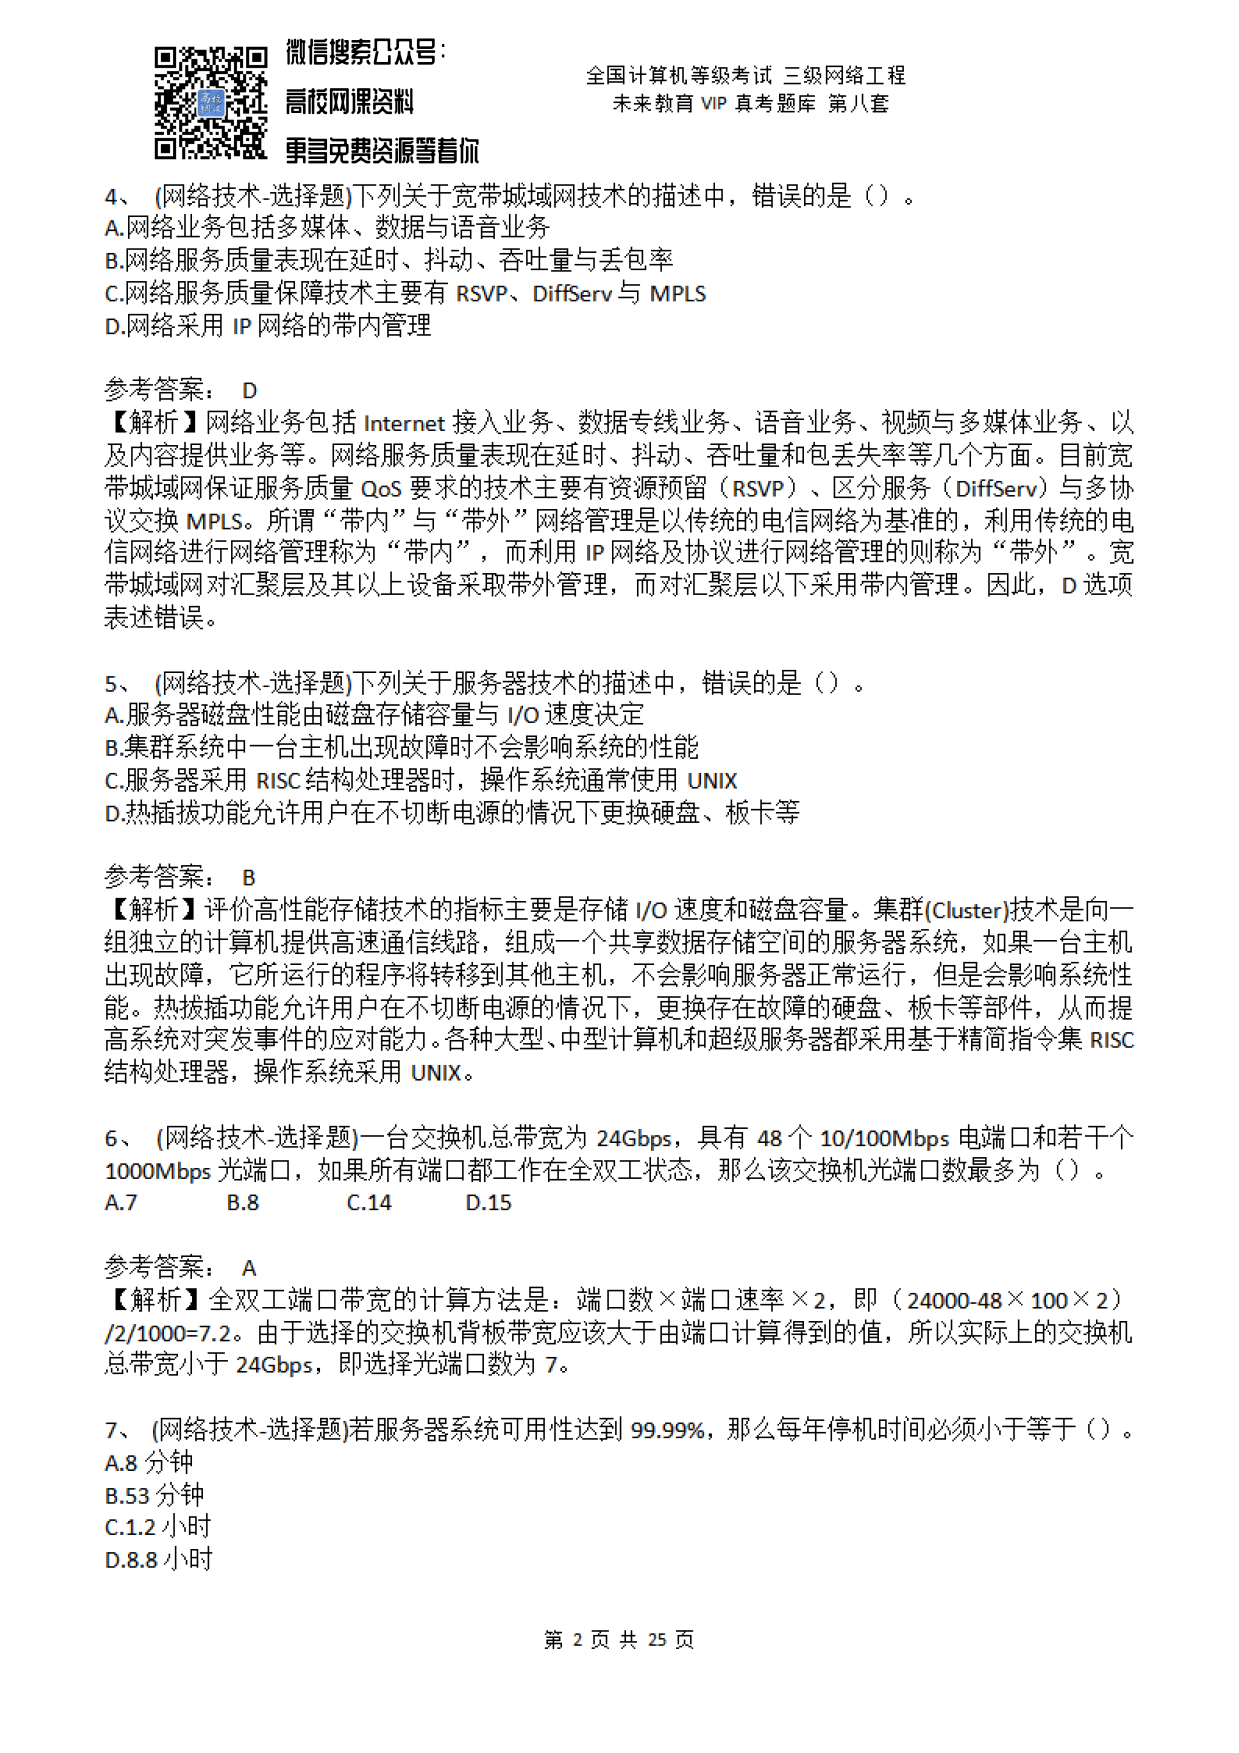 微信搜索公众号：
高校网课资料
更多免费资源等着你
全国计算机等级考试 三级网络工程
未来教育 VIP 真考题库 第八套
4、 (网络技术-选择题)下列关于宽带城域网技术的描述中，错误的是（）。
A.网络业务包括多媒体、数据与语音业务
B.网络服务质量表现在延时、抖动、吞吐量与丢包率
C.网络服务质量保障技术主要有 RSVP、DiffServ 与 MPLS
D.网络采用 IP 网络的带内管理
参考答案： D
【解析】网络业务包括 Internet 接入业务、数据专线业务、语音业务、视频与多媒体业务、以
及内容提供业务等。网络服务质量表现在延时、抖动、吞吐量和包丢失率等几个方面。目前宽
带城域网保证服务质量 QoS 要求的技术主要有资源预留（RSVP）、区分服务（DiffServ）与多协
议交换 MPLS。所谓“带内”与“带外”网络管理是以传统的电信网络为基准的，利用传统的电
信网络进行网络管理称为“带内”，而利用 IP 网络及协议进行网络管理的则称为“带外”。宽
带城域网对汇聚层及其以上设备采取带外管理，而对汇聚层以下采用带内管理。因此，D 选项
表述错误。
5、 (网络技术-选择题)下列关于服务器技术的描述中，错误的是（）。
A.服务器磁盘性能由磁盘存储容量与 I/O 速度决定
B.集群系统中一台主机出现故障时不会影响系统的性能
C.服务器采用 RISC 结构处理器时，操作系统通常使用 UNIX
D.热插拔功能允许用户在不切断电源的情况下更换硬盘、板卡等
参考答案： B
【解析】评价高性能存储技术的指标主要是存储 I/O 速度和磁盘容量。集群(Cluster)技术是向一
组独立的计算机提供高速通信线路，组成一个共享数据存储空间的服务器系统，如果一台主机
出现故障，它所运行的程序将转移到其他主机，不会影响服务器正常运行，但是会影响系统性
能。热拔插功能允许用户在不切断电源的情况下，更换存在故障的硬盘、板卡等部件，从而提
高系统对突发事件的应对能力。各种大型、中型计算机和超级服务器都采用基于精简指令集 RISC
结构处理器，操作系统采用 UNIX。
6、 (网络技术-选择题)一台交换机总带宽为 24Gbps，具有 48 个 10/100Mbps 电端口和若干个
1000Mbps 光端口，如果所有端口都工作在全双工状态，那么该交换机光端口数最多为（）。
A.7 B.8 C.14 D.15
参考答案： A
【解析】全双工端口带宽的计算方法是：端口数×端口速率×2，即（24000-48×100×2）
/2/1000=7.2。由于选择的交换机背板带宽应该大于由端口计算得到的值，所以实际上的交换机
总带宽小于 24Gbps，即选择光端口数为 7。
7、 (网络技术-选择题)若服务器系统可用性达到 99.99%，那么每年停机时间必须小于等于（）。
A.8 分钟
B.53 分钟
C.1.2 小时
D.8.8 小时
第 2 页 共 25 页